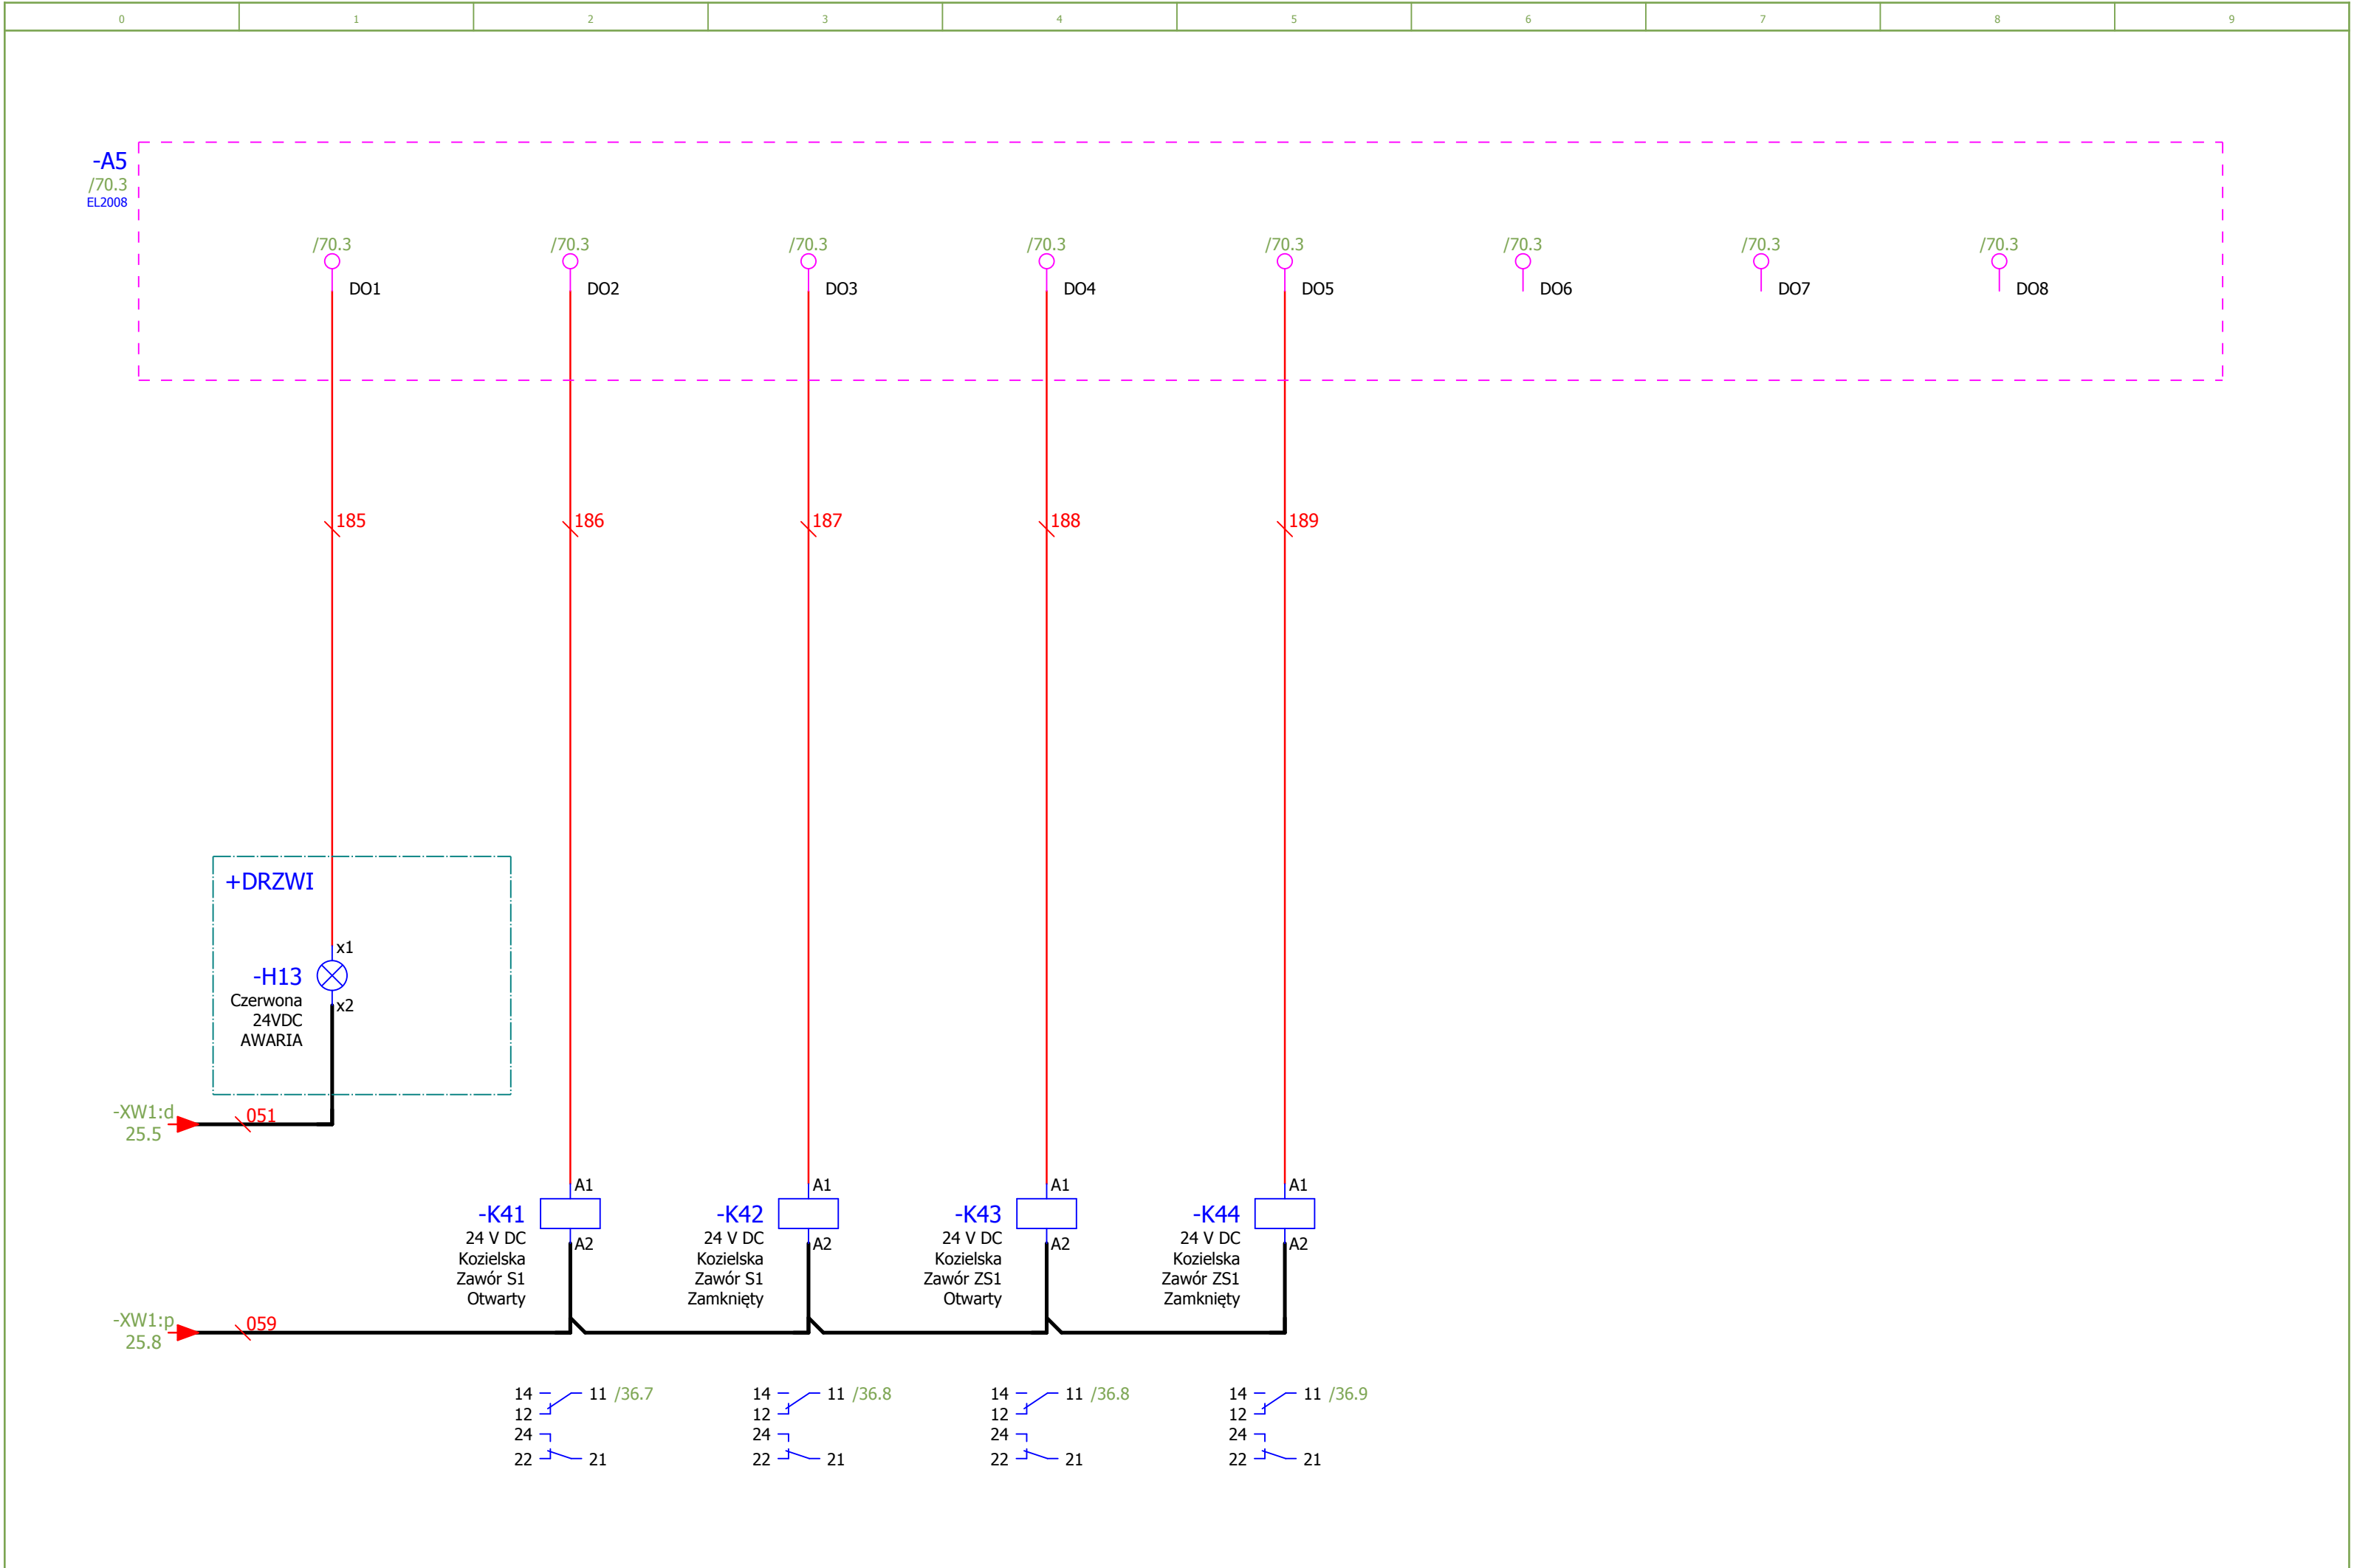 0 1 2 3 4 5 6 7 8 9
-A5
/70.3
EL2008
/70.3 /70.3 /70.3 /70.3 /70.3 /70.3 /70.3 /70.3
DO1 DO2 DO3 DO4 DO5 DO6 DO7 DO8
185 186 187 188 189
+DRZWI
x1
-H13
Czerwona
24VDC
AWARIA
x2
-XW1:d
25.5
051
A1
-K41
24 V DC
Kozielska
Zawór S1
Otwarty
A2
A1
-K42
24 V DC
Kozielska
Zawór S1
Zamknięty
A2
A1
-K43
24 V DC
Kozielska
Zawór ZS1
Otwarty
A2
A1
-K44
24 V DC
Kozielska
Zawór ZS1
Zamknięty
A2
-XW1:p
25.8
059
14 11 /36.7
12
24
22 21
14 11 /36.8
12
24
22 21
14 11 /36.8
12
24
22 21
14 11 /36.9
12
24
22 21